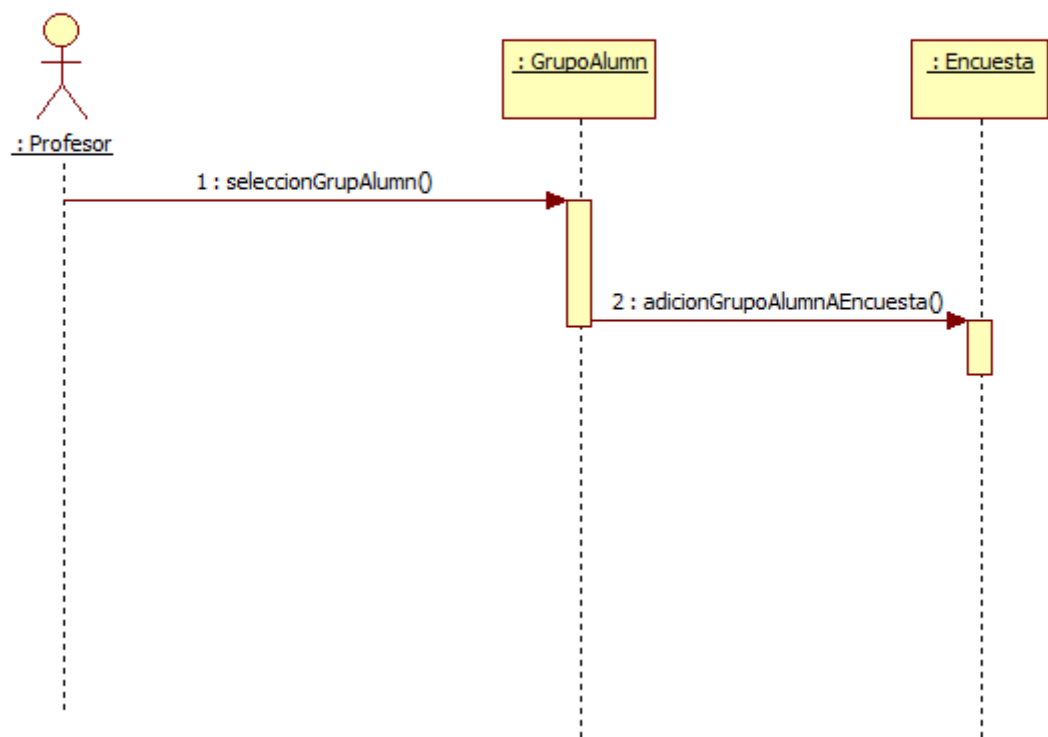 : GrupoAlumn
: Encuesta
: Profesor
1 : seleccionGrupAlumn()
2 : adicionGrupoAlumnAEncuesta()